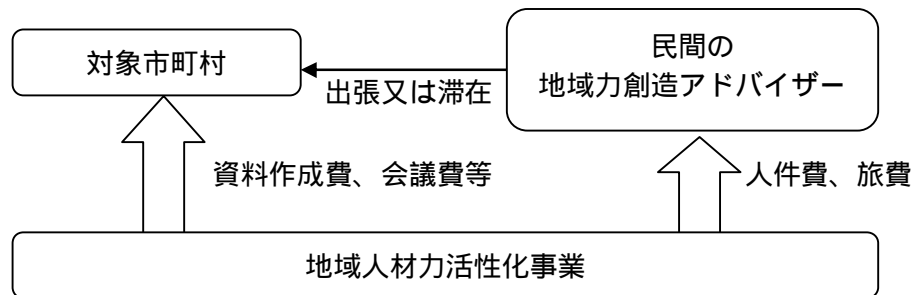 対象市町村
民間の
地域力創造アドバイザー
出張又は滞在
資料作成費、会議費等
人件費、旅費
地域人材力活性化事業